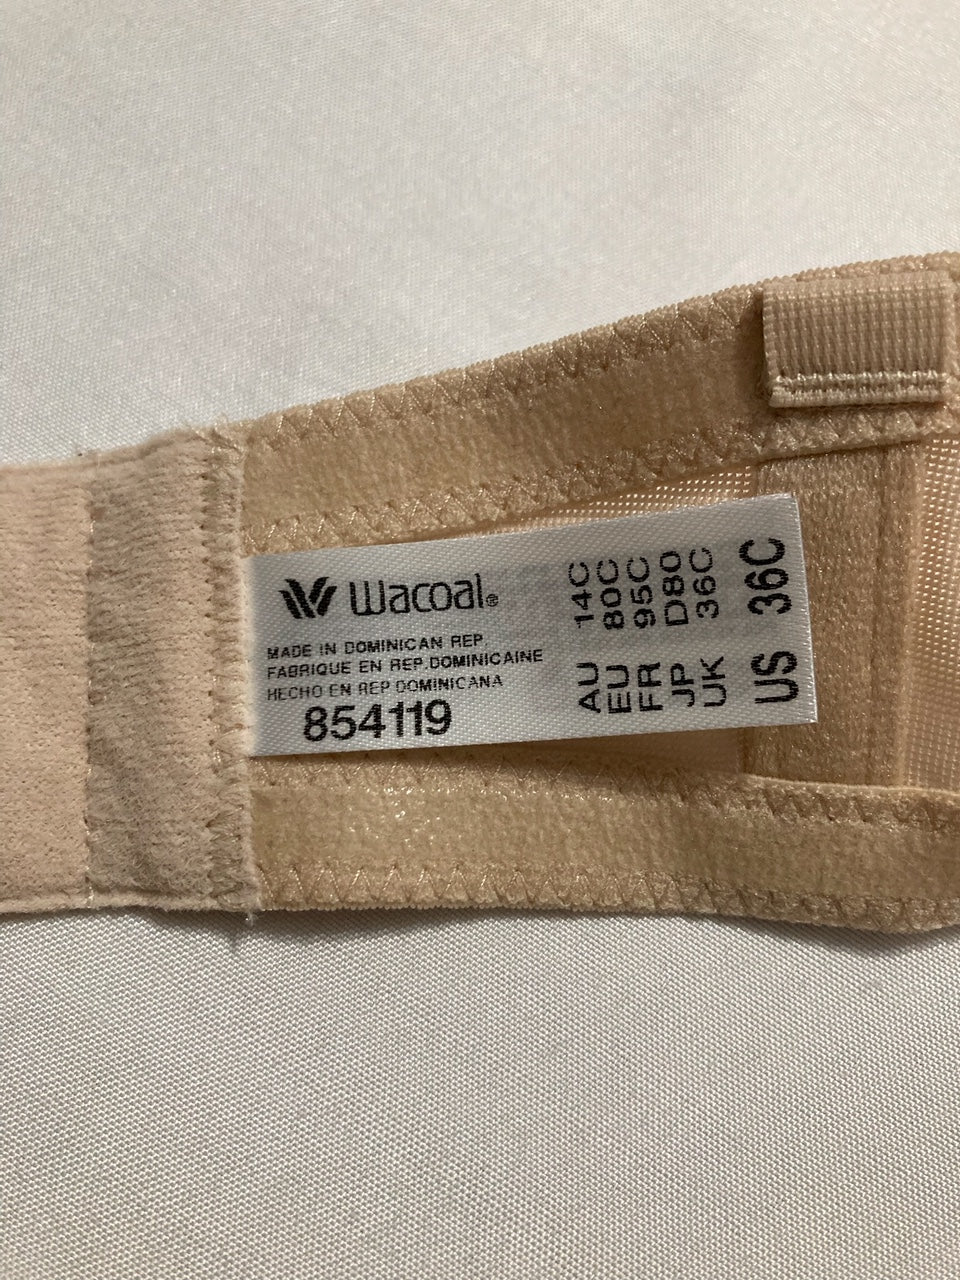 Wacoal®
MADE IN DOMINICAN REP.
FABRIQUE EN REP.DOMINICAINE
HECHO EN REP DOMINICANA
854119
AU 14C
EU 80C
FR 95C
JP D80
UK 36C
US 36C